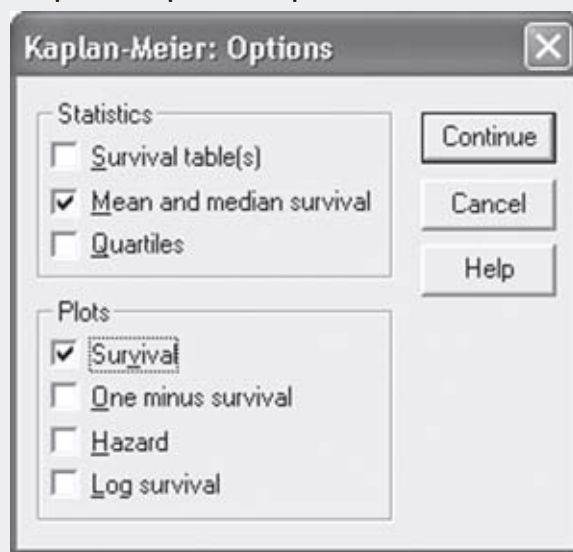 Kaplan-Meier: Options
Statistics
Survival table(s)
Mean and median survival
Quartiles
Continue
Cancel
Help
Plots
Survival
One minus survival
Hazard
Log survival